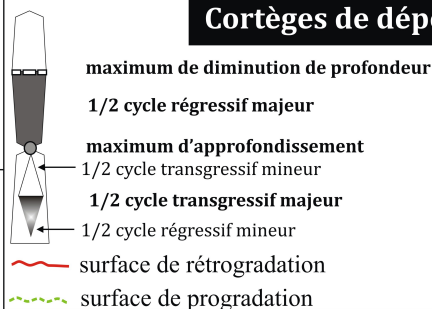 Cortèges de
maximum de diminution de profondeur
1/2 cycle régressif majeur
maximum d'approfondissement
1/2 cycle transgressif mineur
1/2 cycle transgressif majeur
1/2 cycle régressif mineur
surface de rétrogradation
surface de progradation